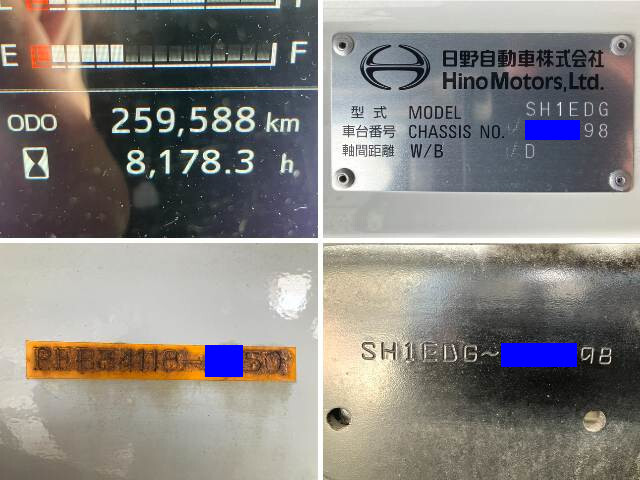 E F
ODO 259,588 km
8,178.3 h
日野自動車株式会社
Hino Motors, Ltd.
型式 MODEL SH1EDG
車台番号 CHASSIS NO. 98
軸間距離 W/B D
SH1EDG~ 98